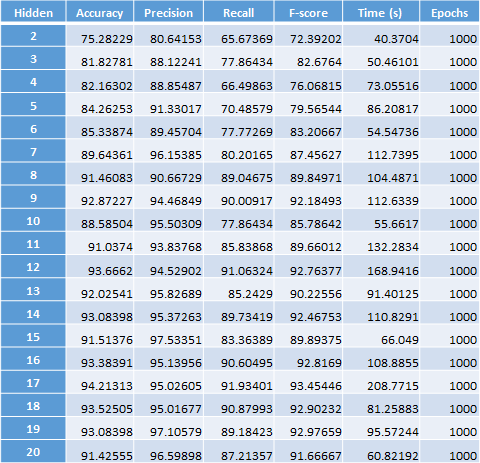 Hidden Accuracy Precision Recall F-score Time (s) Epochs
2 75.28229 80.64153 65.67369 72.39202 40.3704 1000
3 81.82781 88.12241 77.86434 82.6764 50.46101 1000
4 82.16302 88.85487 66.49863 76.06815 73.05516 1000
5 84.26253 91.33017 70.48579 79.56544 86.20817 1000
6 85.33874 89.45704 77.77269 83.20667 54.54736 1000
7 89.64361 96.15385 80.20165 87.45627 112.7395 1000
8 91.46083 90.66729 89.04675 89.84971 104.4871 1000
9 92.87227 94.46849 90.00917 92.18493 112.6339 1000
10 88.58504 95.50309 77.86434 85.78642 55.6617 1000
11 91.0374 93.83768 85.83868 89.66012 132.2834 1000
12 93.6662 94.52902 91.06324 92.76377 168.9416 1000
13 92.02541 95.82689 85.2429 90.22556 91.40125 1000
14 93.08398 95.37263 89.73419 92.46753 110.8291 1000
15 91.51376 97.53351 83.36389 89.89375 66.049 1000
16 93.38391 95.13956 90.60495 92.8169 108.8855 1000
17 94.21313 95.02605 91.93401 93.45446 208.7715 1000
18 93.52505 95.01677 90.87993 92.90232 81.25883 1000
19 93.08398 97.10579 89.18423 92.97659 95.57244 1000
20 91.42555 96.59898 87.21357 91.66667 60.82192 1000